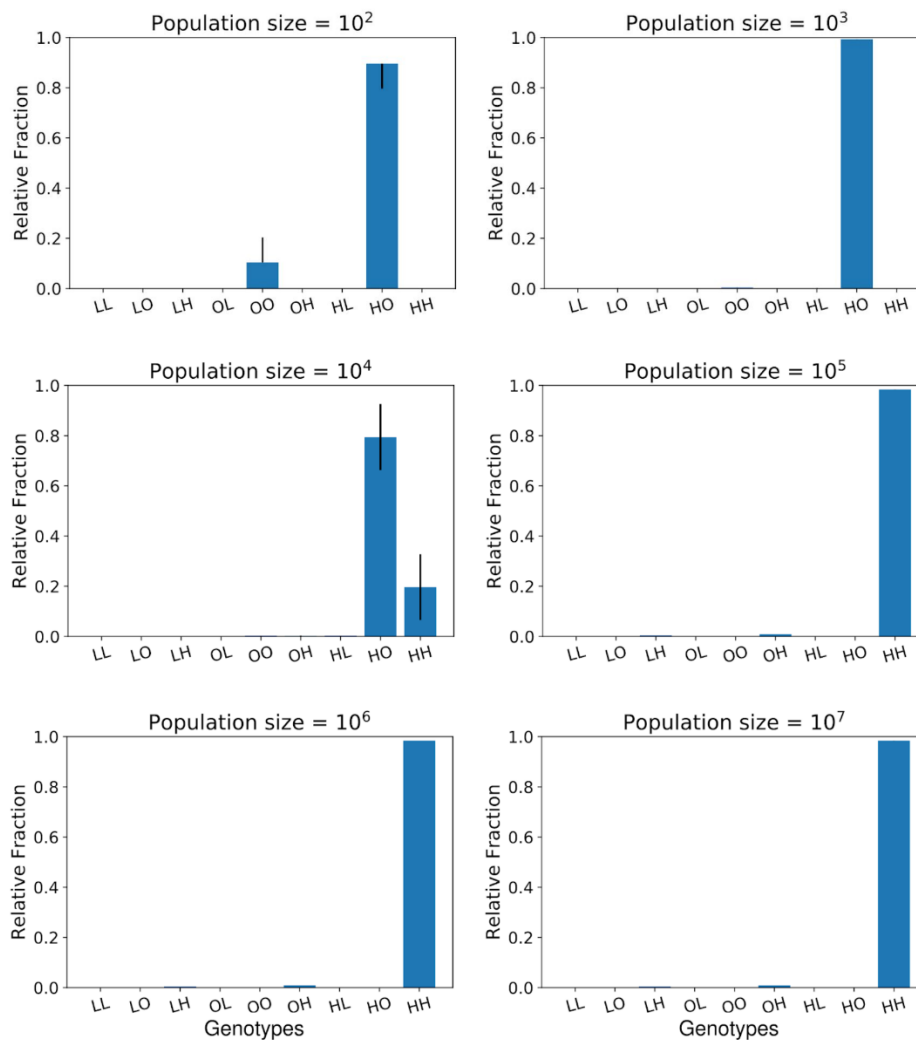 Population size = 10²
Relative Fraction
1.0
0.8
0.6
0.4
0.2
0.0
LL LO LH OL OO OH HL HO HH
Population size = 10³
Relative Fraction
1.0
0.8
0.6
0.4
0.2
0.0
LL LO LH OL OO OH HL HO HH
Population size = 10⁴
Relative Fraction
1.0
0.8
0.6
0.4
0.2
0.0
LL LO LH OL OO OH HL HO HH
Population size = 10⁵
Relative Fraction
1.0
0.8
0.6
0.4
0.2
0.0
LL LO LH OL OO OH HL HO HH
Population size = 10⁶
Relative Fraction
1.0
0.8
0.6
0.4
0.2
0.0
LL LO LH OL OO OH HL HO HH
Genotypes
Population size = 10⁷
Relative Fraction
1.0
0.8
0.6
0.4
0.2
0.0
LL LO LH OL OO OH HL HO HH
Genotypes